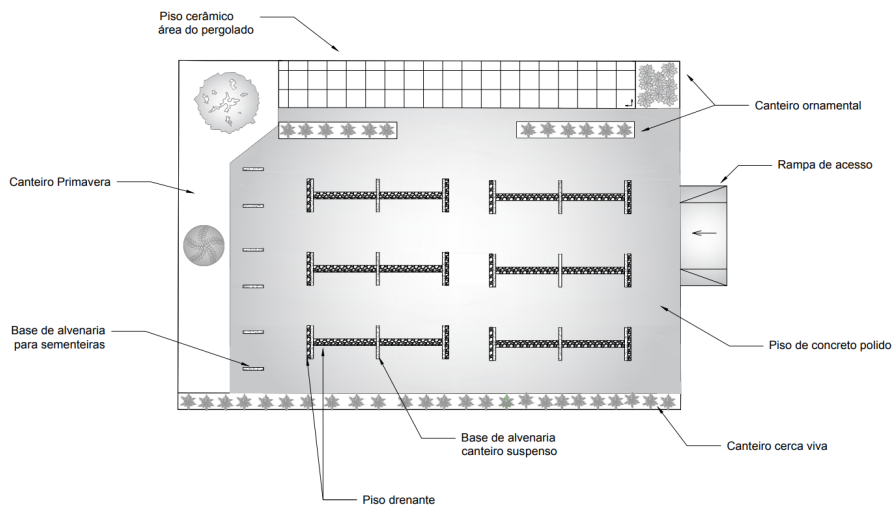 Piso cerâmico
área do pergolado
Canteiro ornamental
Rampa de acesso
Canteiro Primavera
Base de alvenaria
para sementeiras
Piso de concreto polido
Base de alvenaria
canteiro suspenso
Canteiro cerca viva
Piso drenante